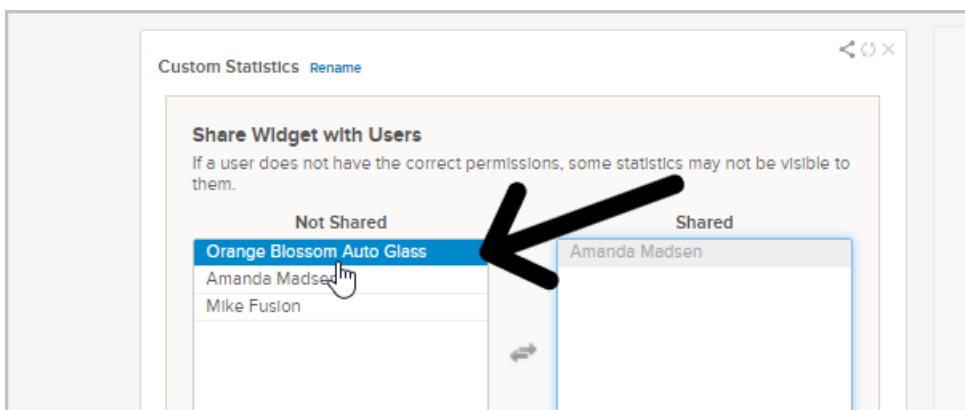 Custom Statistics Rename
Share Widget with Users
If a user does not have the correct permissions, some statistics may not be visible to
them.
Not Shared
Shared
Orange Blossom Auto Glass
Amanda Madsen
Mike Fusion
Amanda Madsen